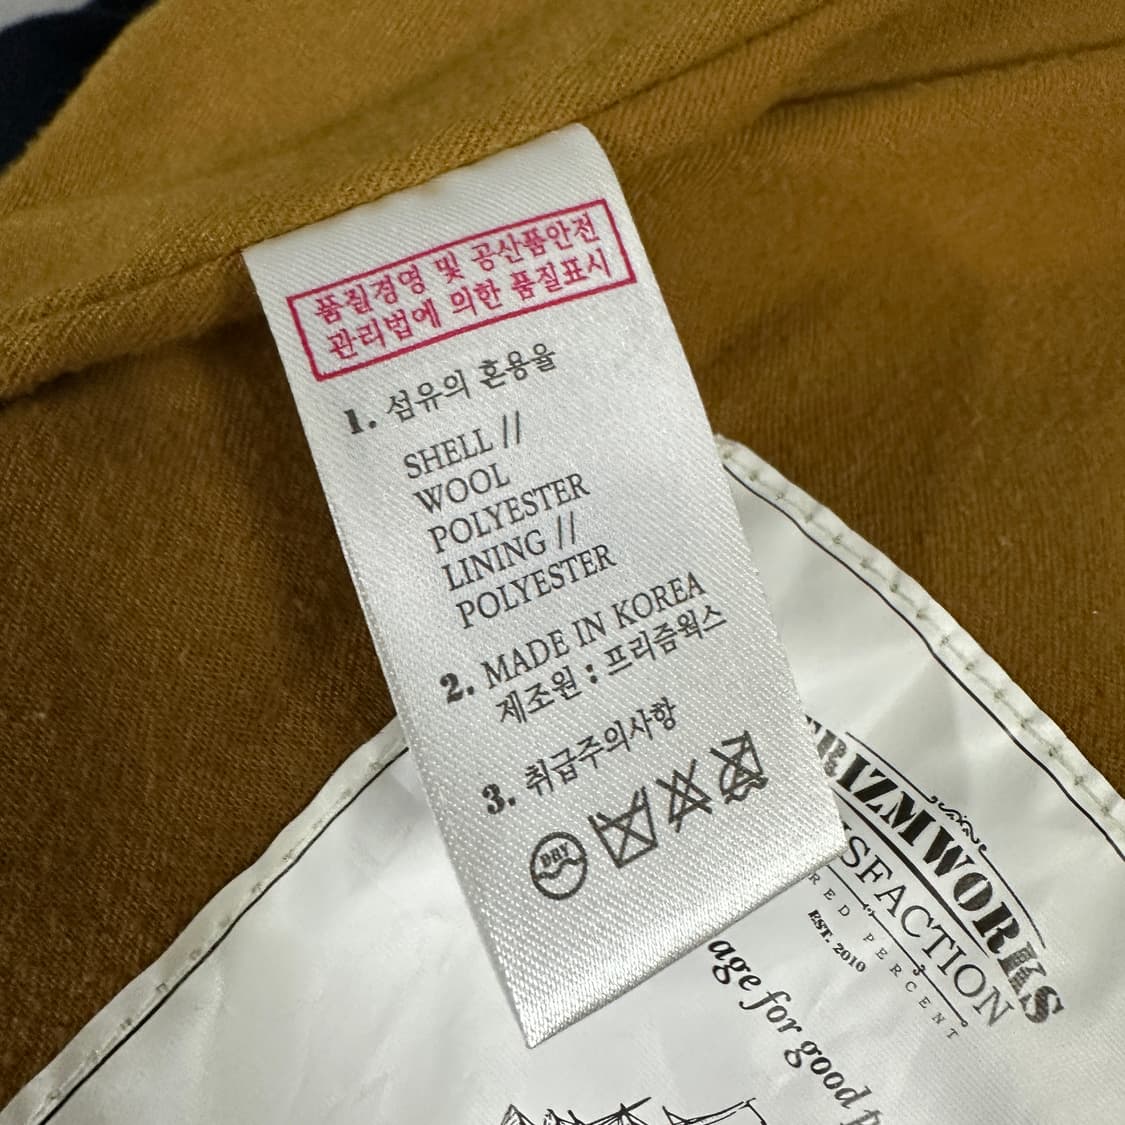 품질경영 및 공산품안전
관리법에 의한 품질표시
1. 섬유의 혼용율
SHELL //
WOOL
POLYESTER
LINING //
POLYESTER
2. MADE IN KOREA
제조원 : 프리즘웍스
3. 취급주의사항
DRY
RIZMWORKS
SFACTION
RED PERCENT
EST. 2010
age for good